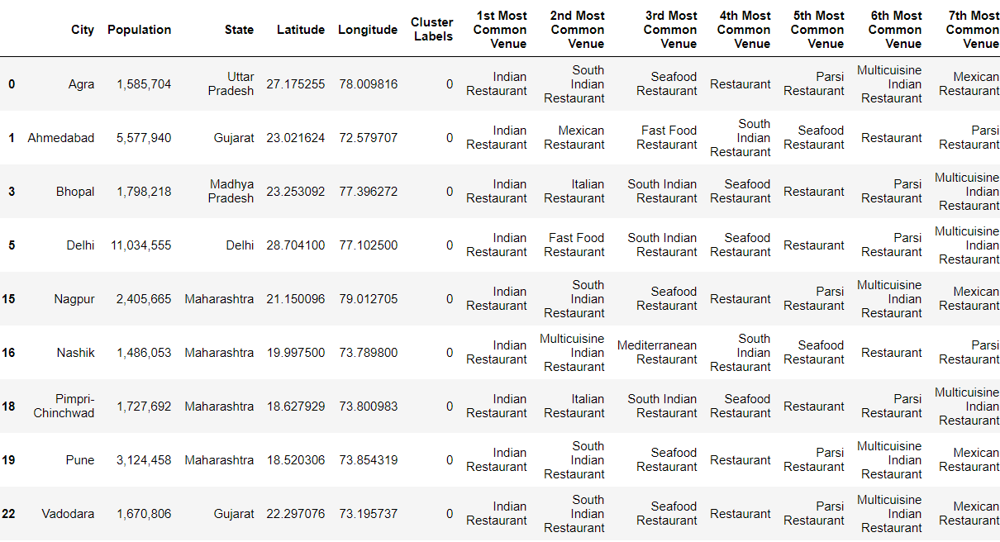 City Population State Latitude Longitude Cluster Labels 1st Most Common Venue 2nd Most Common Venue 3rd Most Common Venue 4th Most Common Venue 5th Most Common Venue 6th Most Common Venue 7th Most Common Venue
0 Agra 1,585,704 Uttar Pradesh 27.175255 78.009816 0 Indian Restaurant South Indian Restaurant Seafood Restaurant Restaurant Parsi Restaurant Multicuisine Indian Restaurant Mexican Restaurant
1 Ahmedabad 5,577,940 Gujarat 23.021624 72.579707 0 Indian Restaurant Mexican Restaurant Fast Food Restaurant South Indian Restaurant Seafood Restaurant Restaurant Parsi Restaurant
3 Bhopal 1,798,218 Madhya Pradesh 23.253092 77.396272 0 Indian Restaurant Italian Restaurant South Indian Restaurant Seafood Restaurant Restaurant Parsi Restaurant Multicuisine Indian Restaurant
5 Delhi 11,034,555 Delhi 28.704100 77.102500 0 Indian Restaurant Fast Food Restaurant South Indian Restaurant Seafood Restaurant Restaurant Parsi Restaurant Multicuisine Indian Restaurant
15 Nagpur 2,405,665 Maharashtra 21.150096 79.012705 0 Indian Restaurant South Indian Restaurant Seafood Restaurant Restaurant Parsi Restaurant Multicuisine Indian Restaurant Mexican Restaurant
16 Nashik 1,486,053 Maharashtra 19.997500 73.789800 0 Indian Restaurant Multicuisine Indian Restaurant Mediterranean Restaurant South Indian Restaurant Seafood Restaurant Restaurant Parsi Restaurant
18 Pimpri-Chinchwad 1,727,692 Maharashtra 18.627929 73.800983 0 Indian Restaurant Italian Restaurant South Indian Restaurant Seafood Restaurant Restaurant Parsi Restaurant Multicuisine Indian Restaurant
19 Pune 3,124,458 Maharashtra 18.520306 73.854319 0 Indian Restaurant South Indian Restaurant Seafood Restaurant Restaurant Parsi Restaurant Multicuisine Indian Restaurant Mexican Restaurant
22 Vadodara 1,670,806 Gujarat 22.297076 73.195737 0 Indian Restaurant South Indian Restaurant Seafood Restaurant Restaurant Parsi Restaurant Multicuisine Indian Restaurant Mexican Restaurant